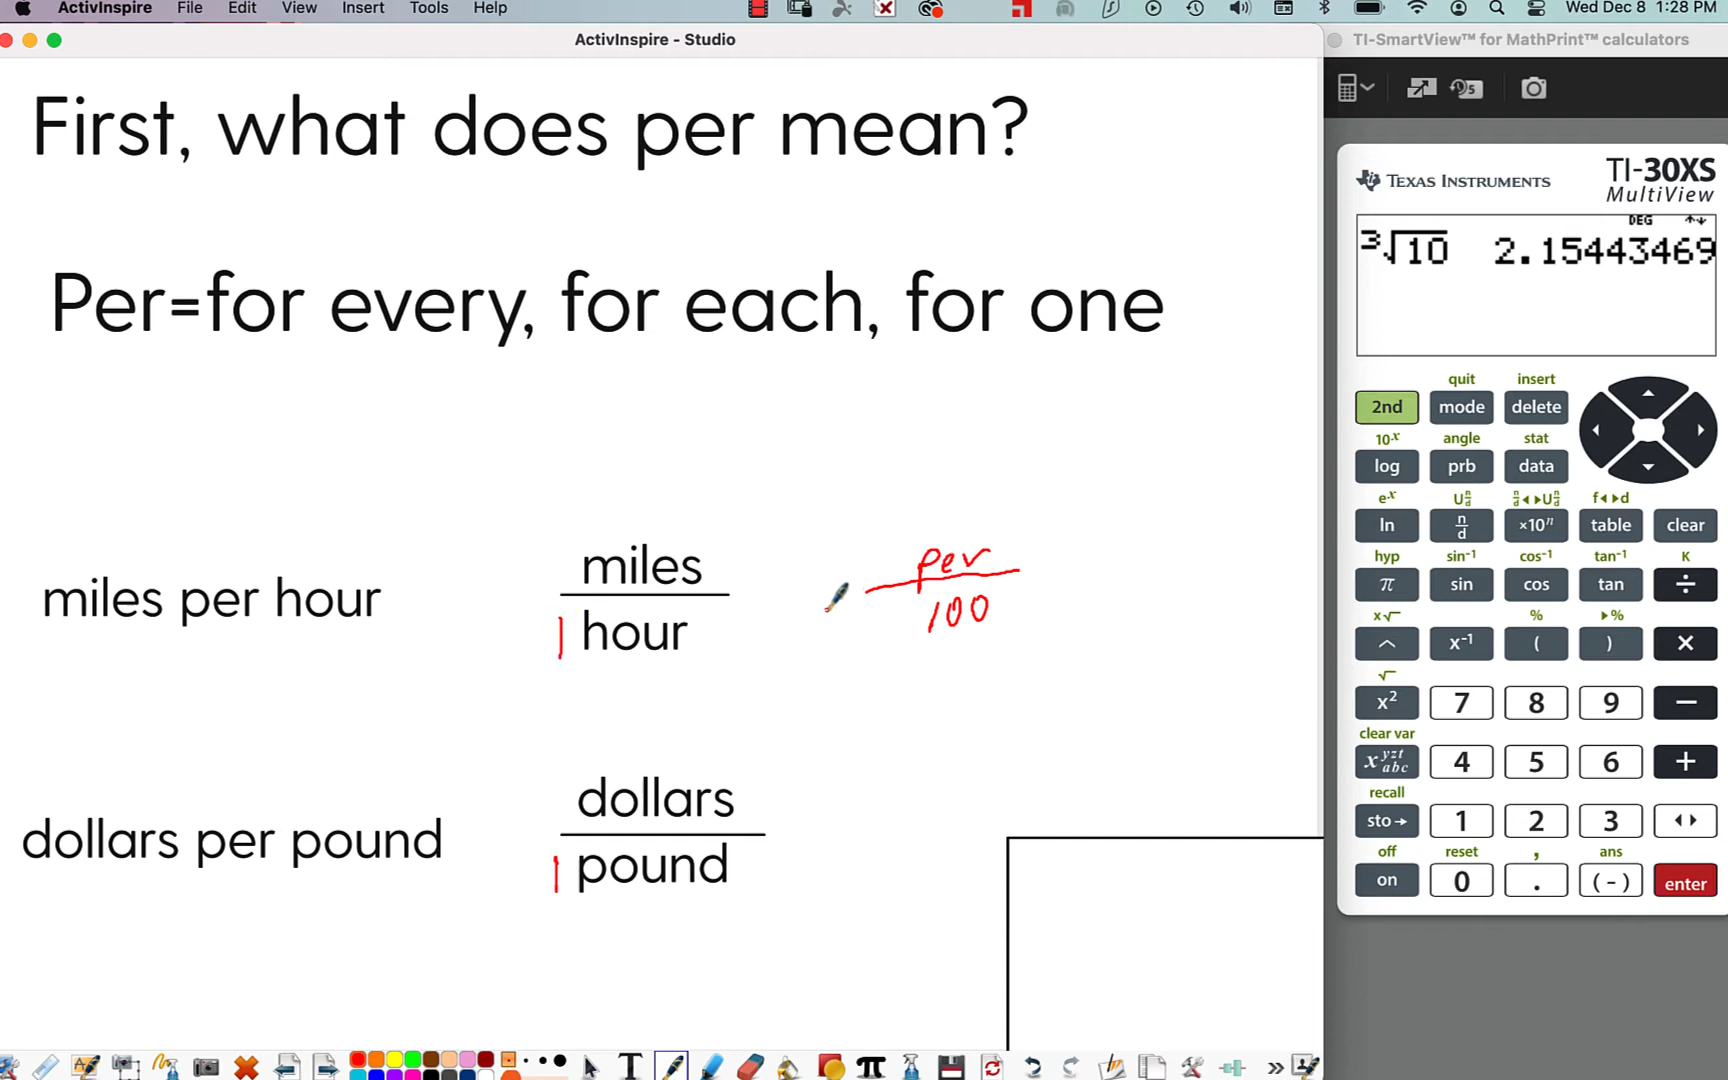 ActivInspire File Edit View Insert Tools Help Wed Dec 8 1:28 PM
ActivInspire - Studio
TI-SmartView™ for MathPrint™ calculators
First, what does per mean?
Per=for every, for each, for one
miles per hour
miles
1 hour
per
100
dollars per pound
dollars
1 pound
TEXAS INSTRUMENTS
TI-30XS
MultiView
DEG
³√10 2.15443469
quit insert
2nd mode delete
10ˣ angle stat
log prb data
eˣ U n/d n/d◄►U n/d f◄►d
ln n/d ×10ⁿ table clear
hyp sin⁻¹ cos⁻¹ tan⁻¹ K
π sin cos tan ÷
ˣ√ % ►%
^ x⁻¹ ( ) ×
√
x² 7 8 9 −
clear var
x yzt abc 4 5 6 +
recall
sto→ 1 2 3 ◄►
off reset , ans
on 0 . (-) enter